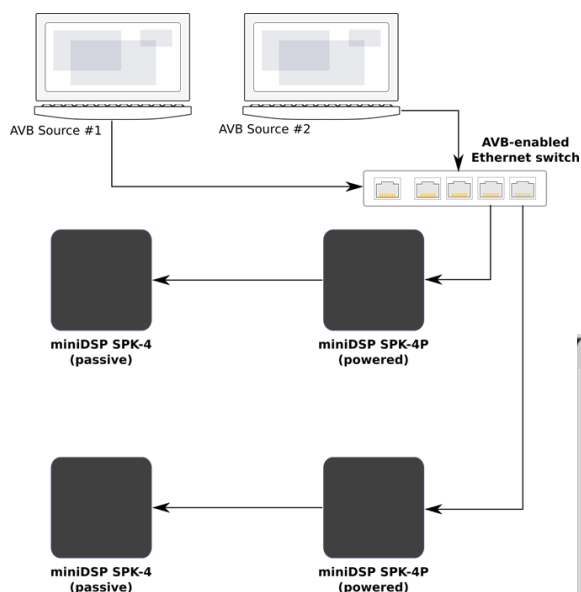 AVB Source #1
AVB Source #2
AVB-enabled
Ethernet switch
miniDSP SPK-4
(passive)
miniDSP SPK-4P
(powered)
miniDSP SPK-4
(passive)
miniDSP SPK-4P
(powered)